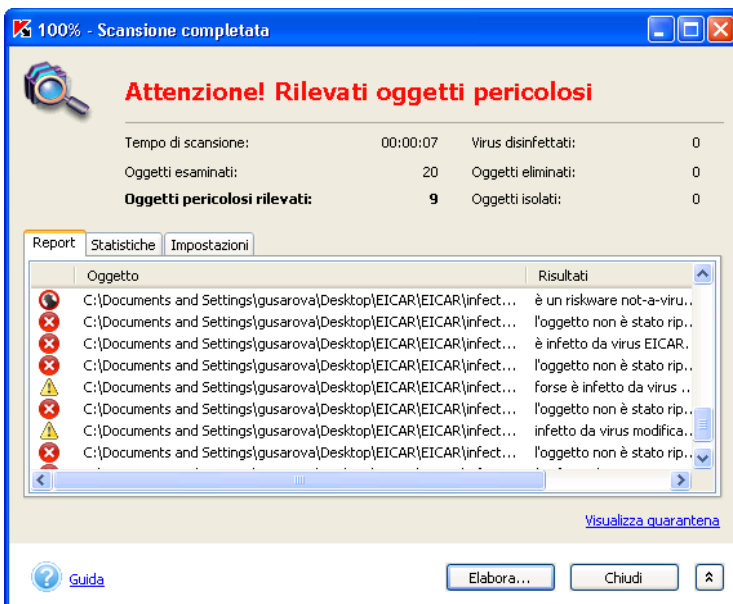 100% - Scansione completata
Attenzione! Rilevati oggetti pericolosi
Tempo di scansione: 00:00:07 Virus disinfettati: 0
Oggetti esaminati: 20 Oggetti eliminati: 0
Oggetti pericolosi rilevati: 9 Oggetti isolati: 0
Report Statistiche Impostazioni
Oggetto Risultati
C:\Documents and Settings\gusarova\Desktop\EICAR\EICAR\infect... è un riskware not-a-viru..
C:\Documents and Settings\gusarova\Desktop\EICAR\EICAR\infect... l'oggetto non è stato rip..
C:\Documents and Settings\gusarova\Desktop\EICAR\EICAR\infect... è infetto da virus EICAR.
C:\Documents and Settings\gusarova\Desktop\EICAR\EICAR\infect... l'oggetto non è stato rip..
C:\Documents and Settings\gusarova\Desktop\EICAR\EICAR\infect... forse è infetto da virus ..
C:\Documents and Settings\gusarova\Desktop\EICAR\EICAR\infect... l'oggetto non è stato rip..
C:\Documents and Settings\gusarova\Desktop\EICAR\EICAR\infect... infetto da virus modifica..
C:\Documents and Settings\gusarova\Desktop\EICAR\EICAR\infect... l'oggetto non è stato rip..
Visualizza quarantena
Guida Elabora... Chiudi